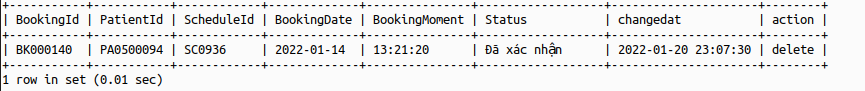 +-----------+-----------+------------+-------------+---------------+-------------------+---------------------+--------+
| BookingId | PatientId | ScheduleId | BookingDate | BookingMoment | Status            | changedat           | action |
+-----------+-----------+------------+-------------+---------------+-------------------+---------------------+--------+
| BK000140  | PA0500094 | SC0936     | 2022-01-14  | 13:21:20      | Đã xác nhận       | 2022-01-20 23:07:30 | delete |
+-----------+-----------+------------+-------------+---------------+-------------------+---------------------+--------+
1 row in set (0.01 sec)